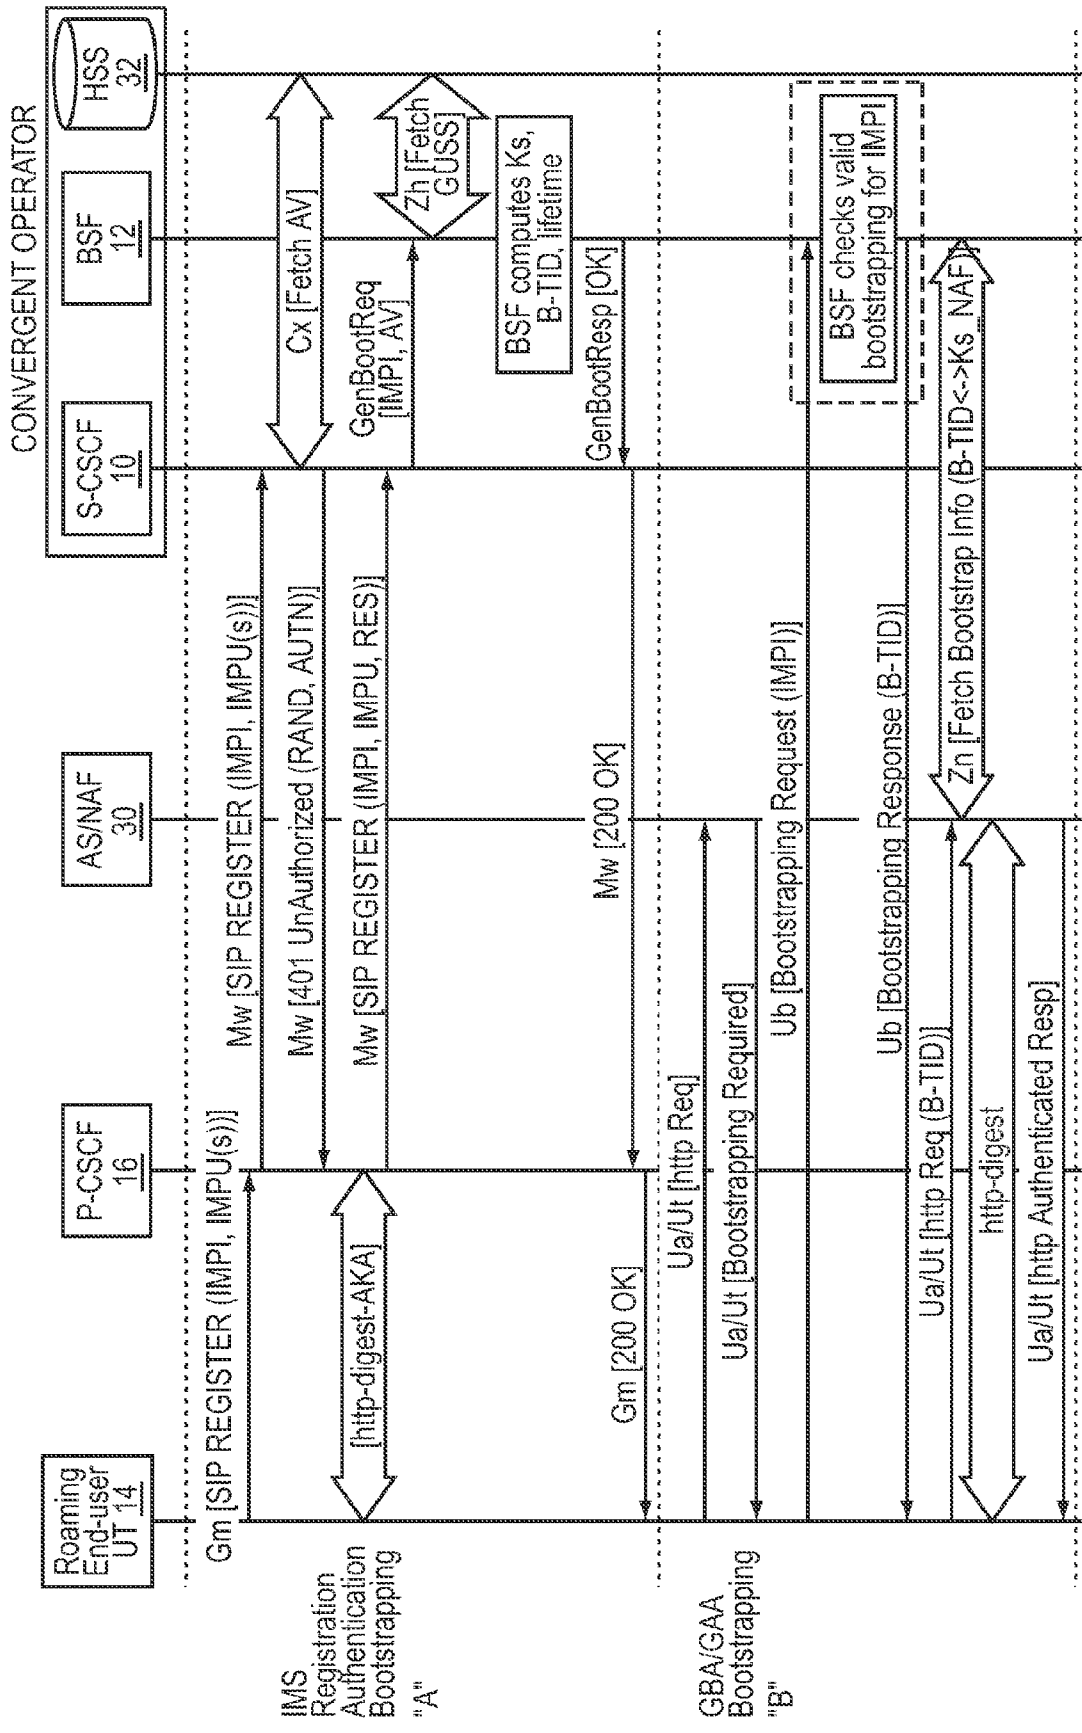 CONVERGENT OPERATOR
Roaming
End-user
UT 14
P-CSCF
16
AS/NAF
30
S-CSCF
10
BSF
12
HSS
32
IMS
Registration
Authentication
Bootstrapping
"A"
Gm [SIP REGISTER (IMPI, IMPU(s))]
Mw [SIP REGISTER (IMPI, IMPU(s))]
Cx [Fetch AV]
Mw [401 UnAuthorized (RAND, AUTN)]
[http-digest-AKA]
Mw [SIP REGISTER (IMPI, IMPU, RES)]
GenBootReq
[IMPI, AV]
Zh [Fetch
GUSS]
BSF computes Ks,
B-TID, lifetime
GenBootResp [OK]
Mw [200 OK]
Gm [200 OK]
GBA/GAA
Bootstrapping
"B"
Ua/Ut [http Req]
Ua/Ut [Bootstrapping Required]
Ub [Bootstrapping Request (IMPI)]
BSF checks valid
bootstrapping for IMPI
Ub [Bootstrapping Response (B-TID)]
Ua/Ut [http Req (B-TID)]
Zn [Fetch Bootstrap Info (B-TID<->Ks_NAF)]
http-digest
Ua/Ut [http Authenticated Resp]